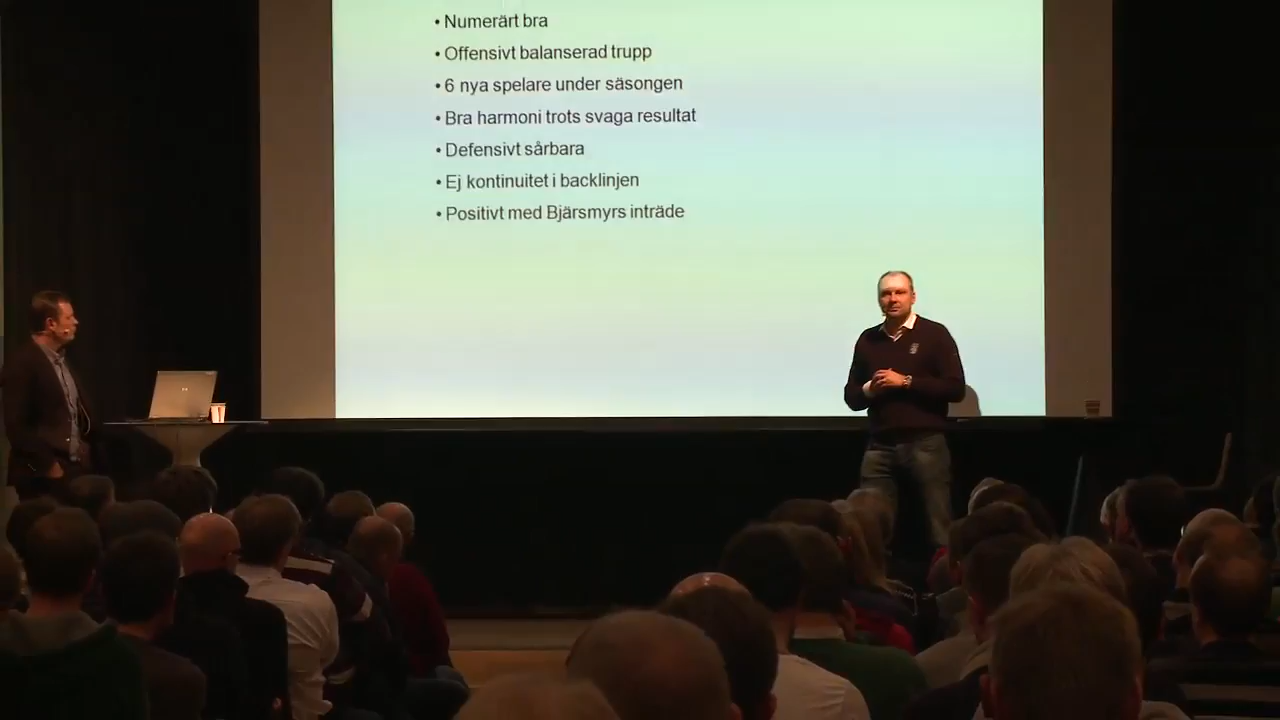 • Numerärt bra
• Offensivt balanserad trupp
• 6 nya spelare under säsongen
• Bra harmoni trots svaga resultat
• Defensivt sårbara
• Ej kontinuitet i backlinjen
• Positivt med Bjärsmyrs inträde